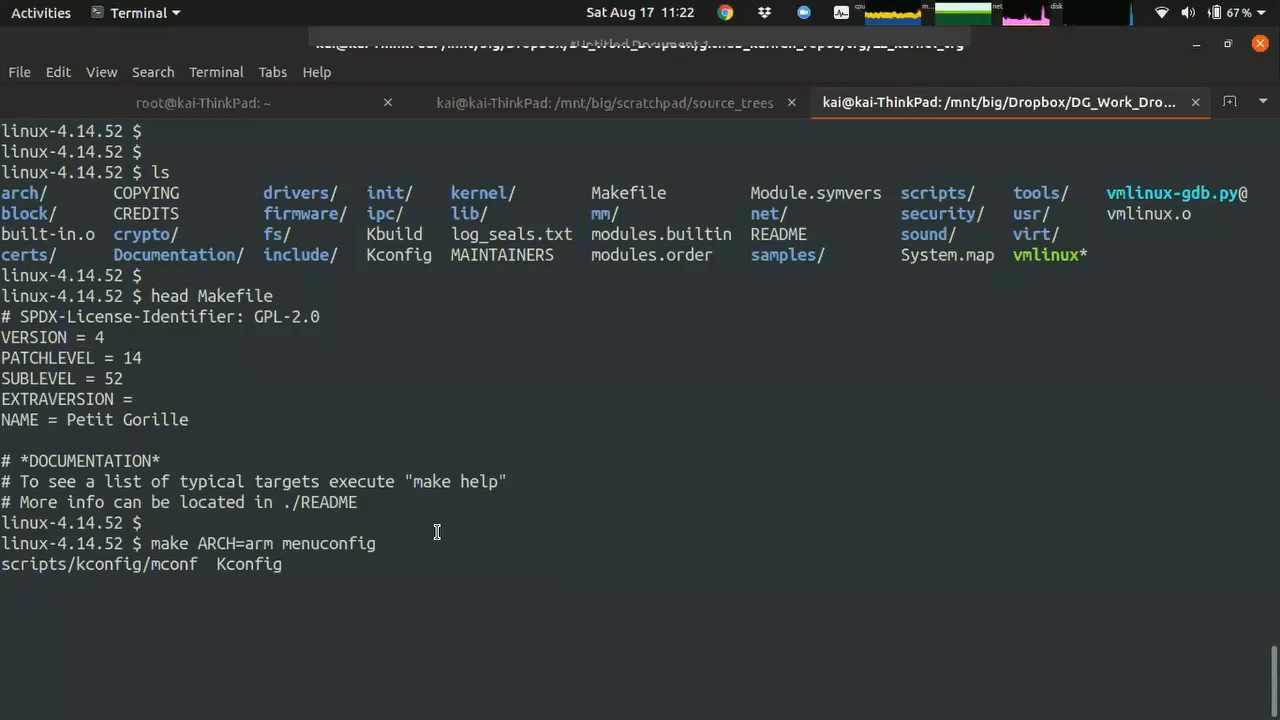 Activities Terminal Sat Aug 17 11:22 cpu net disk 67 %
*Untitled Document 1
File Edit View Search Terminal Tabs Help
root@kai-ThinkPad: ~ kai@kai-ThinkPad: /mnt/big/scratchpad/source_trees kai@kai-ThinkPad: /mnt/big/Dropbox/DG_Work_Dro...
linux-4.14.52 $
linux-4.14.52 $
linux-4.14.52 $ ls
arch/ COPYING drivers/ init/ kernel/ Makefile Module.symvers scripts/ tools/ vmlinux-gdb.py@
block/ CREDITS firmware/ ipc/ lib/ mm/ net/ security/ usr/ vmlinux.o
built-in.o crypto/ fs/ Kbuild log_seals.txt modules.builtin README sound/ virt/
certs/ Documentation/ include/ Kconfig MAINTAINERS modules.order samples/ System.map vmlinux*
linux-4.14.52 $
linux-4.14.52 $ head Makefile
# SPDX-License-Identifier: GPL-2.0
VERSION = 4
PATCHLEVEL = 14
SUBLEVEL = 52
EXTRAVERSION =
NAME = Petit Gorille
# *DOCUMENTATION*
# To see a list of typical targets execute "make help"
# More info can be located in ./README
linux-4.14.52 $
linux-4.14.52 $ make ARCH=arm menuconfig
scripts/kconfig/mconf Kconfig